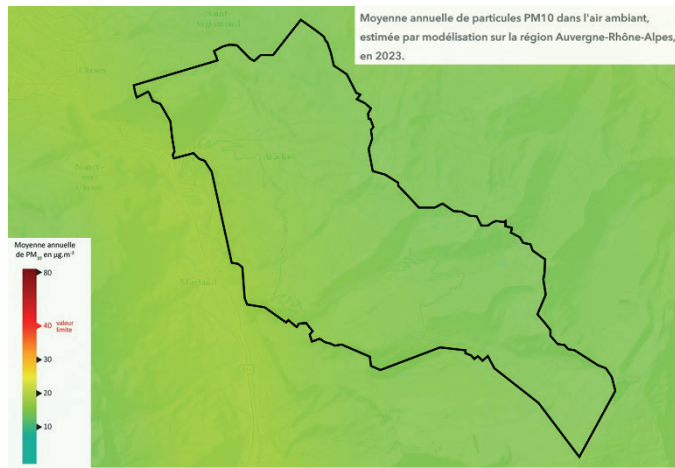 Moyenne annuelle de particules PM10 dans l'air ambiant,
estimée par modélisation sur la région Auvergne-Rhône-Alpes,
en 2023.
Arâches
Magland
Moyenne annuelle
de PM₁₀ en µg.m⁻³
80
40 valeur limite
30
20
10